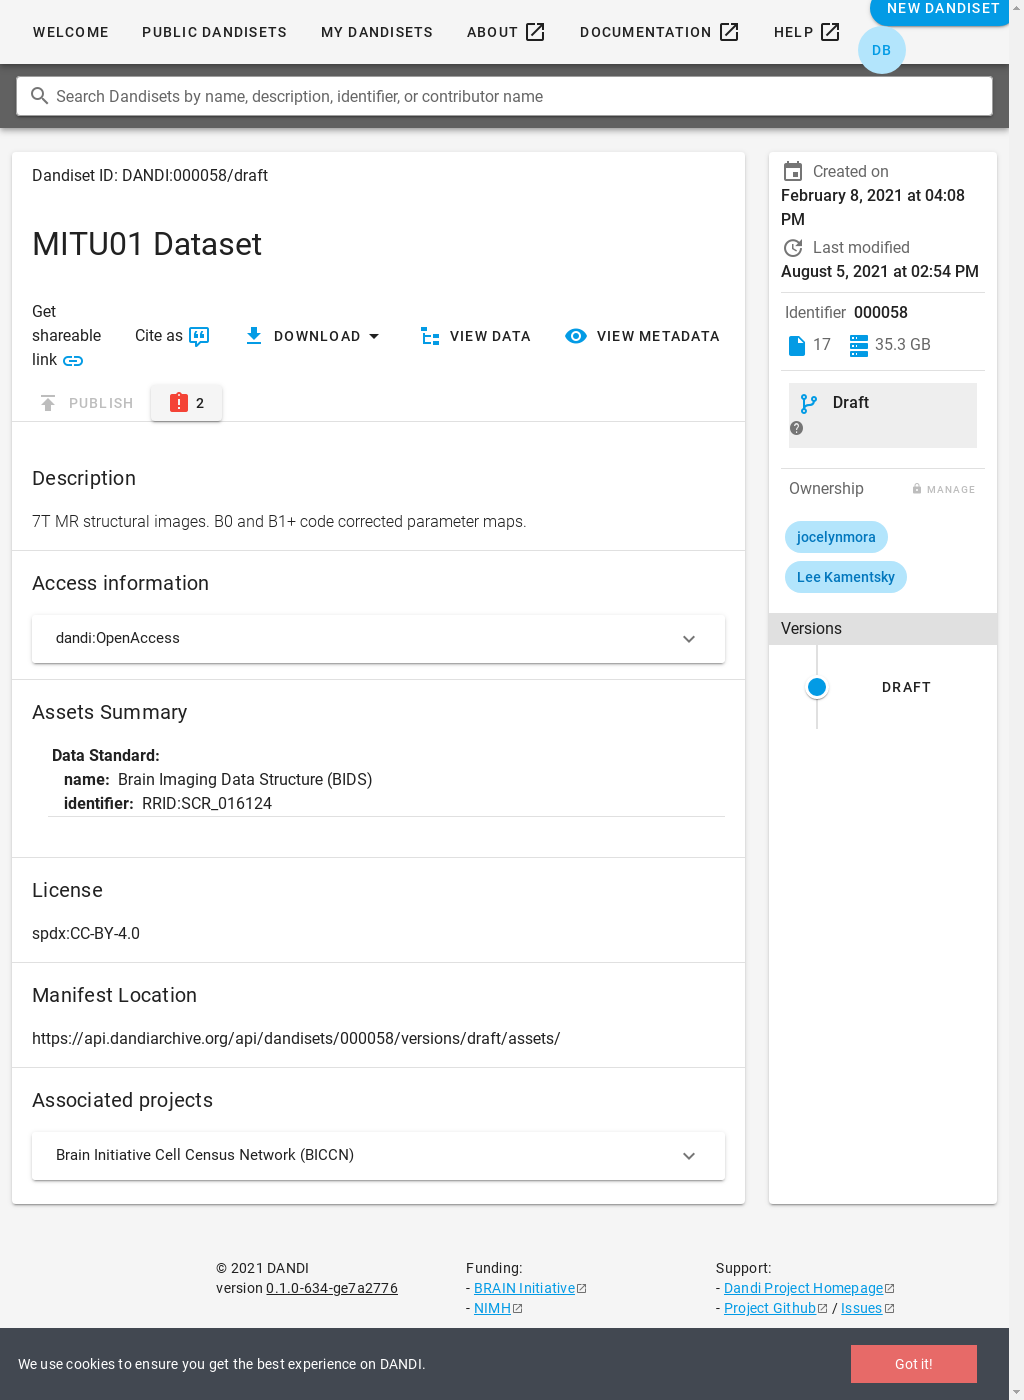 WELCOME PUBLIC DANDISETS MY DANDISETS ABOUT DOCUMENTATION HELP NEW DANDISET
DB
Search Dandisets by name, description, identifier, or contributor name
Dandiset ID: DANDI:000058/draft
MITU01 Dataset
Get
shareable
link
Cite as
DOWNLOAD
VIEW DATA
VIEW METADATA
PUBLISH
2
Description
7T MR structural images. B0 and B1+ code corrected parameter maps.
Access information
dandi:OpenAccess
Assets Summary
Data Standard:
name: Brain Imaging Data Structure (BIDS)
identifier: RRID:SCR_016124
License
spdx:CC-BY-4.0
Manifest Location
https://api.dandiarchive.org/api/dandisets/000058/versions/draft/assets/
Associated projects
Brain Initiative Cell Census Network (BICCN)
Created on
February 8, 2021 at 04:08
PM
Last modified
August 5, 2021 at 02:54 PM
Identifier 000058
17 35.3 GB
Draft
Ownership MANAGE
jocelynmora
Lee Kamentsky
Versions
DRAFT
© 2021 DANDI
version 0.1.0-634-ge7a2776
Funding:
- BRAIN Initiative
- NIMH
Support:
- Dandi Project Homepage
- Project Github / Issues
We use cookies to ensure you get the best experience on DANDI.
Got it!